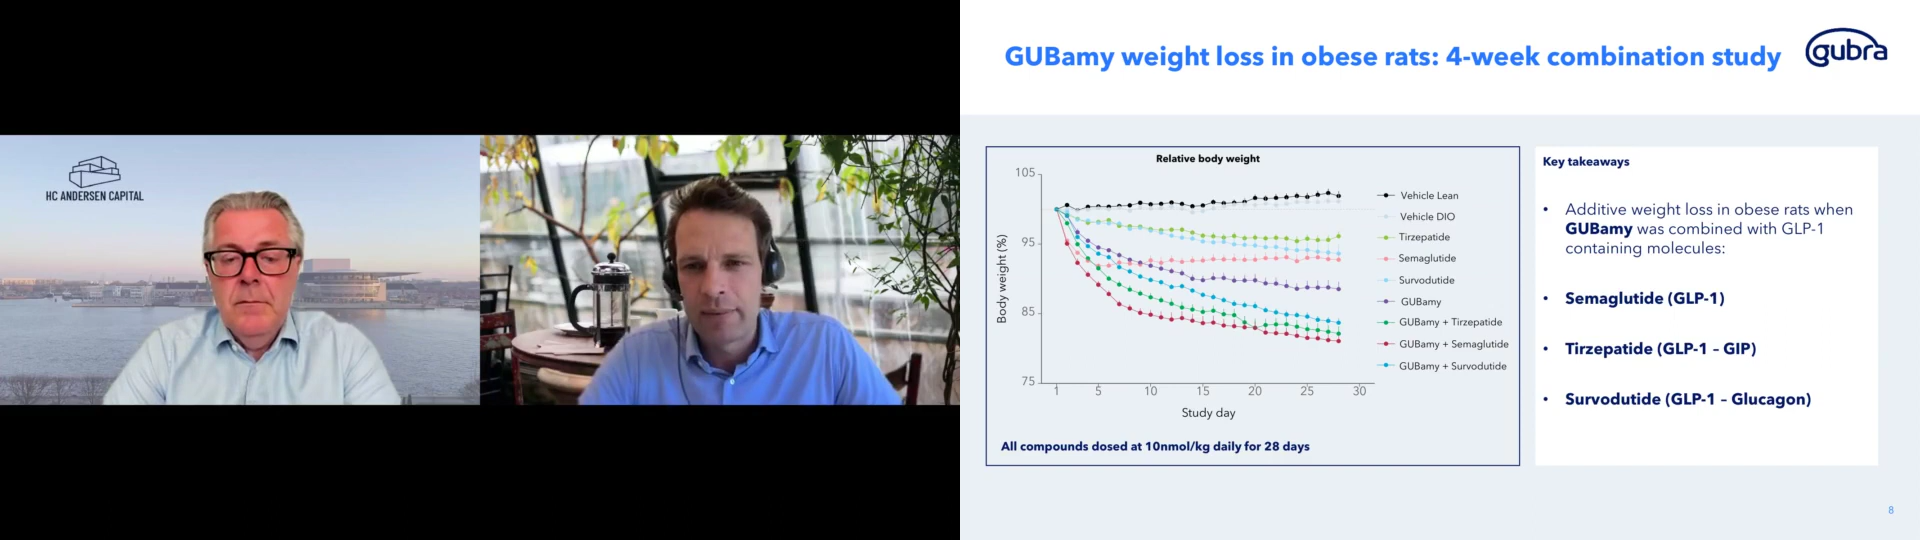 HC ANDERSEN CAPITAL
GUBamy weight loss in obese rats: 4-week combination study
gubra
Relative body weight
105
95
85
75
Body weight (%)
1 5 10 15 20 25 30
Study day
Vehicle Lean
Vehicle DIO
Tirzepatide
Semaglutide
Survodutide
GUBamy
GUBamy + Tirzepatide
GUBamy + Semaglutide
GUBamy + Survodutide
All compounds dosed at 10nmol/kg daily for 28 days
Key takeaways
• Additive weight loss in obese rats when
GUBamy was combined with GLP-1
containing molecules:
• Semaglutide (GLP-1)
• Tirzepatide (GLP-1 – GIP)
• Survodutide (GLP-1 – Glucagon)
8